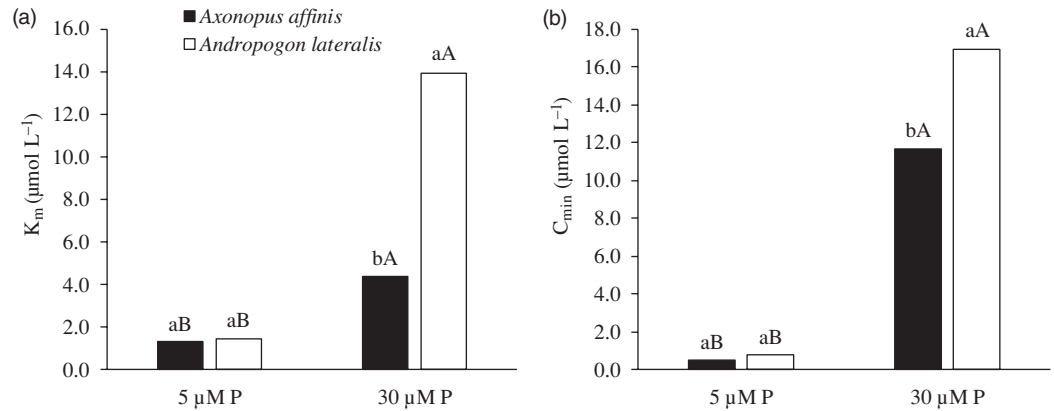 (a)
Axonopus affinis
Andropogon lateralis
16.0
14.0
12.0
10.0
8.0
6.0
4.0
2.0
0.0
Kₘ (µmol L⁻¹)
aB
aB
bA
aA
5 µM P
30 µM P
(b)
18.0
16.0
14.0
12.0
10.0
8.0
6.0
4.0
2.0
0.0
C_min (µmol L⁻¹)
aB
aB
bA
aA
5 µM P
30 µM P